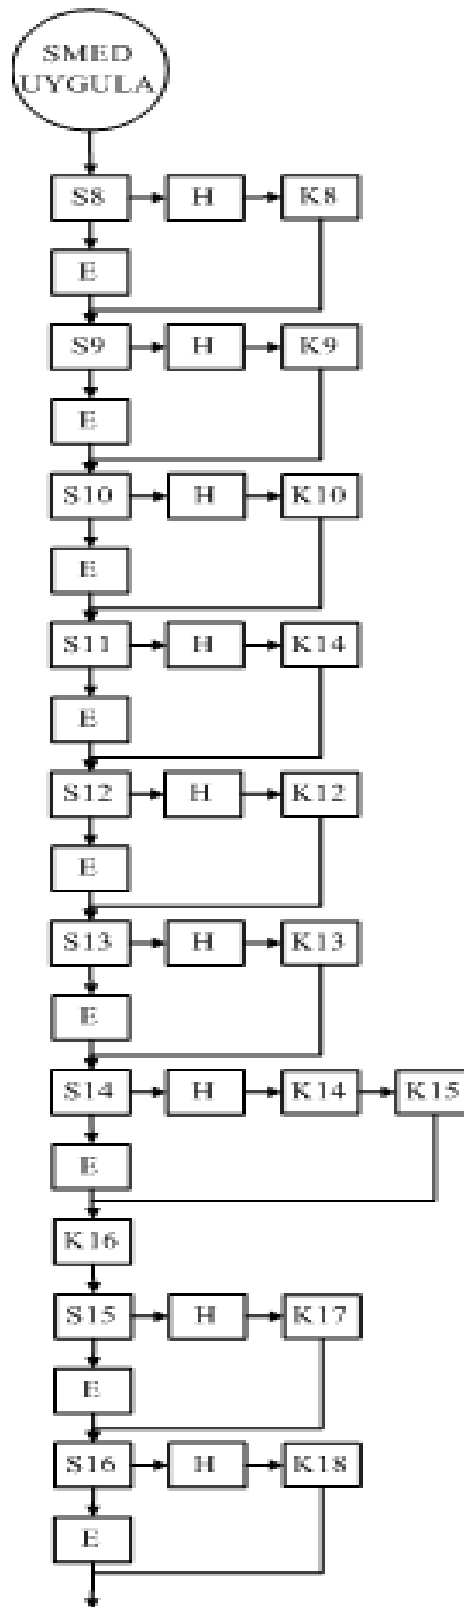 SMED
UYGULA
S8 H K8
E
S9 H K9
E
S10 H K10
E
S11 H K14
E
S12 H K12
E
S13 H K13
E
S14 H K14 K15
E
K16
S15 H K17
E
S16 H K18
E